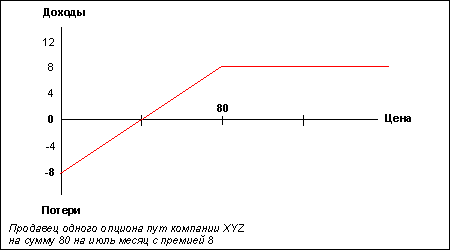 Доходы
12
8
4
0
-4
-8
80
Цена
Потери
Продавец одного опциона пут компании XYZ
на сумму 80 на июль месяц с премией 8